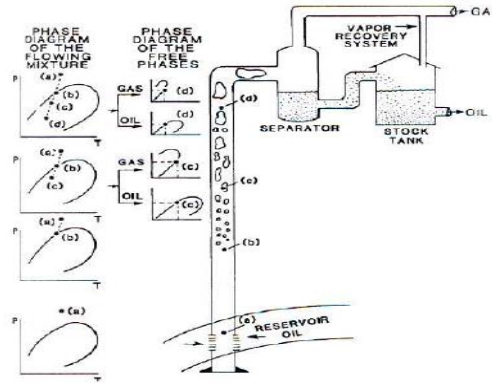 PHASE
DIAGRAM
OF THE
FLOWING
MIXTURE
PHASE
DIAGRAM
OF THE
FREE
PHASES
VAPOR
RECOVERY
SYSTEM
GA
P
(a)
(b)
(c)
(d)
T
GAS
(d)
OIL
(d)
SEPARATOR
STOCK
TANK
OIL
(d)
P
(a)
(b)
(c)
T
GAS
(c)
OIL
(c)
(c)
P
(a)
(b)
T
(b)
P
(a)
T
(a)
RESERVOIR
OIL